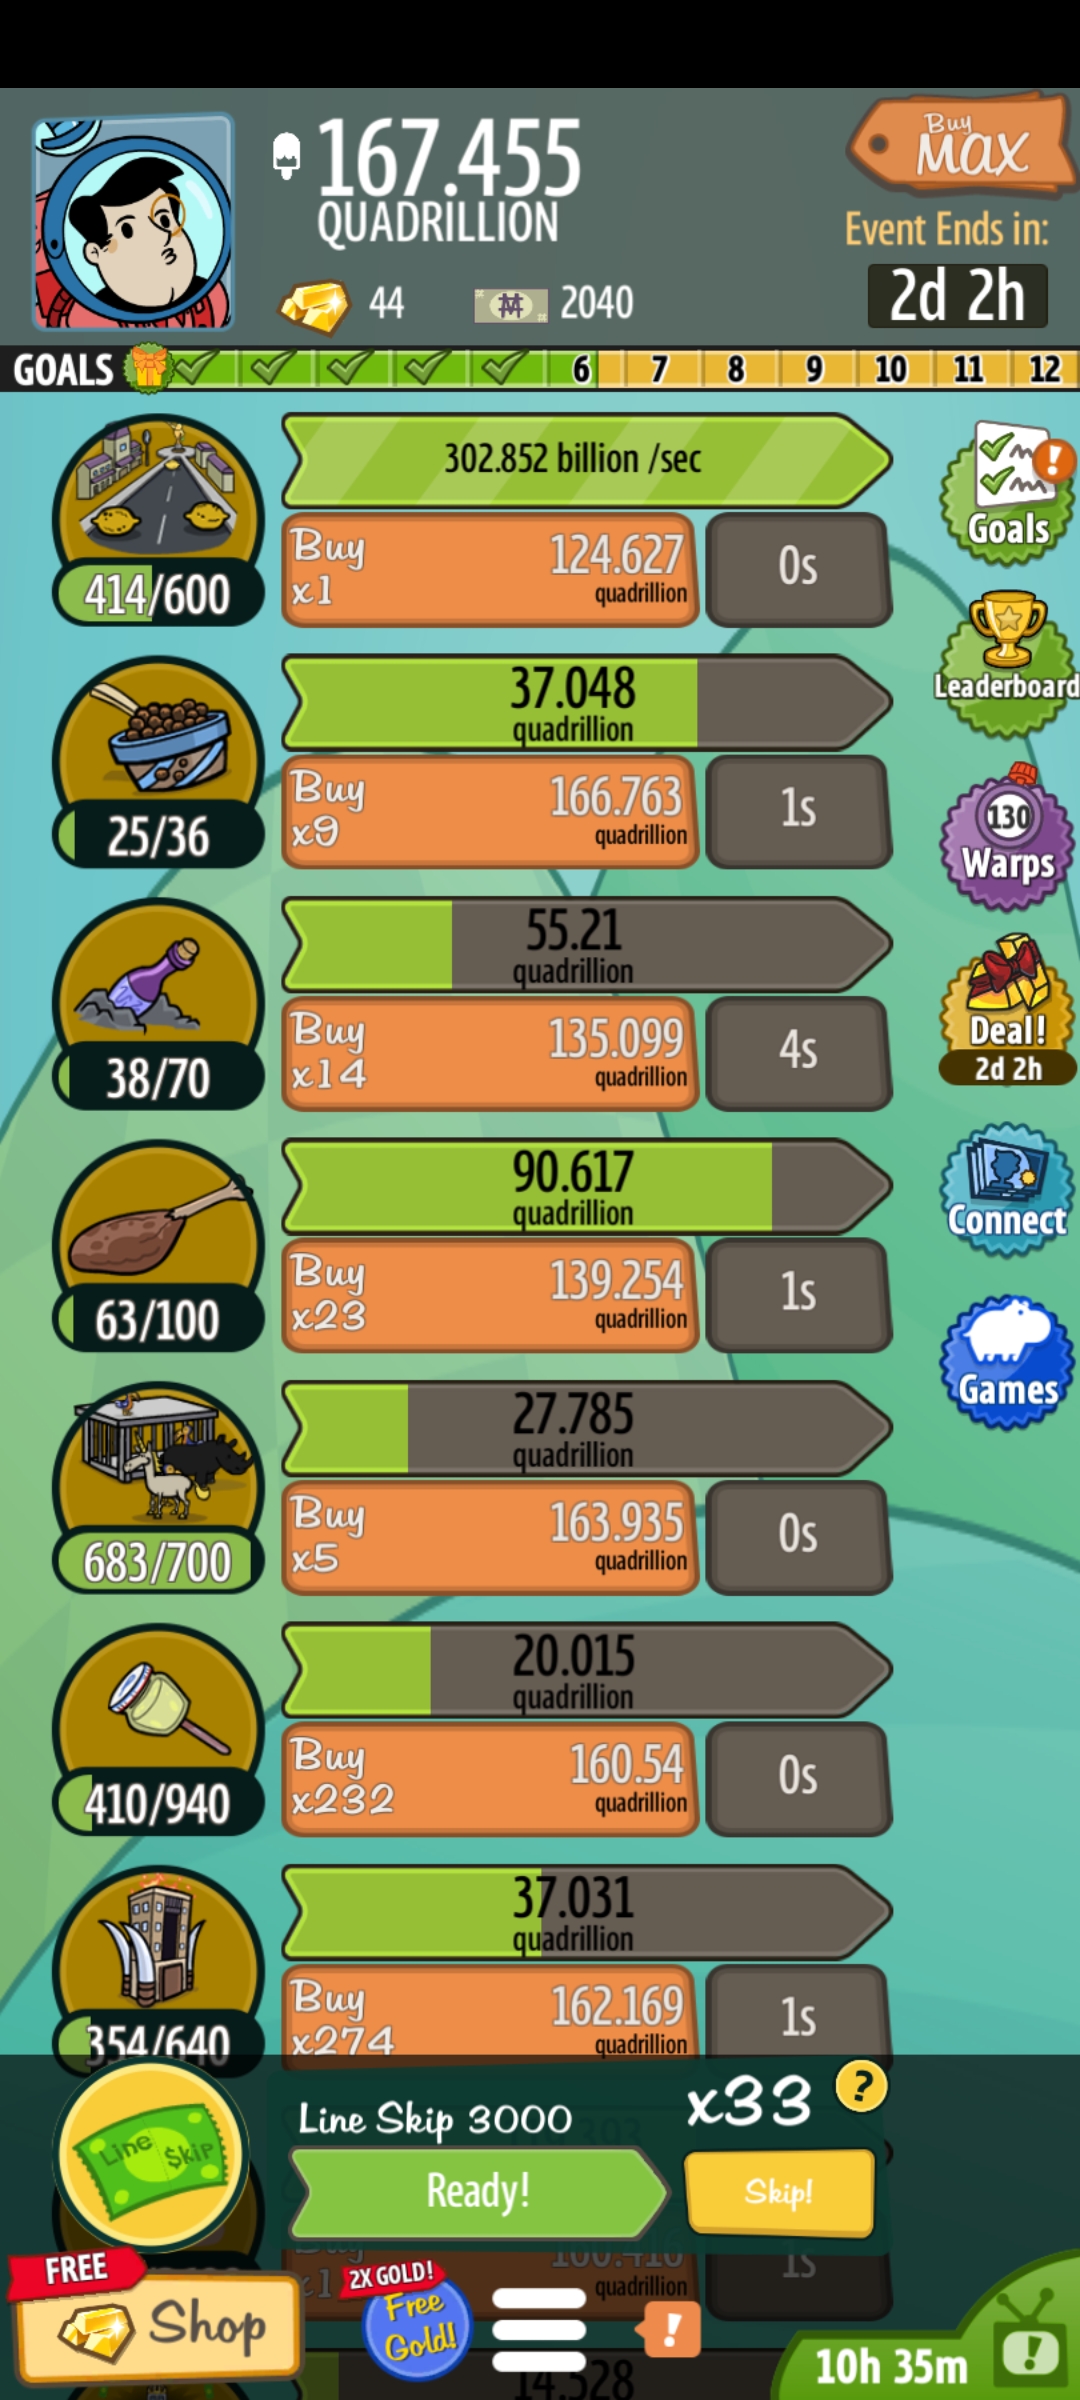 167.455
QUADRILLION
Buy
MAX
Event Ends in:
2d 2h
44
2040
GOALS
6
7
8
9
10
11
12
302.852 billion /sec
Buy
x1
124.627
quadrillion
0s
414/600
Goals
37.048
quadrillion
Buy
x9
166.763
quadrillion
1s
25/36
Leaderboard
55.21
quadrillion
Buy
x14
135.099
quadrillion
4s
38/70
130
Warps
90.617
quadrillion
Buy
x23
139.254
quadrillion
1s
63/100
Deal!
2d 2h
Connect
27.785
quadrillion
Buy
x5
163.935
quadrillion
0s
683/700
Games
20.015
quadrillion
Buy
x232
160.54
quadrillion
0s
410/940
37.031
quadrillion
Buy
x274
162.169
quadrillion
1s
354/640
Line Skip
Line Skip 3000
x33
?
Ready!
Skip!
quadrillion
1s
FREE
Shop
2X GOLD!
Free
Gold!
!
10h 35m
14.528